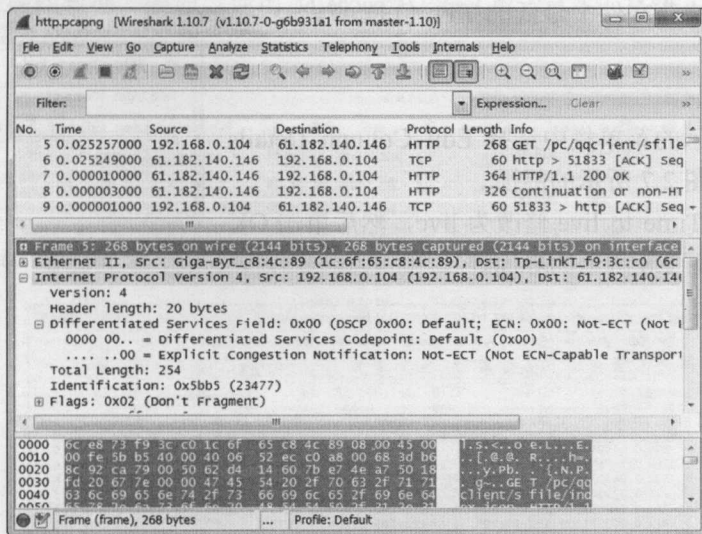 http.pcapng [Wireshark 1.10.7 (v1.10.7-0-g6b931a1 from master-1.10)]
File Edit View Go Capture Analyze Statistics Telephony Tools Internals Help
Filter: Expression... Clear
No. Time Source Destination Protocol Length Info
5 0.025257000 192.168.0.104 61.182.140.146 HTTP 268 GET /pc/qqclient/sfile
6 0.025249000 61.182.140.146 192.168.0.104 TCP 60 http > 51833 [ACK] Seq
7 0.000010000 61.182.140.146 192.168.0.104 HTTP 364 HTTP/1.1 200 OK
8 0.000003000 61.182.140.146 192.168.0.104 HTTP 326 Continuation or non-HT
9 0.000001000 192.168.0.104 61.182.140.146 TCP 60 51833 > http [ACK] Seq
Frame 5: 268 bytes on wire (2144 bits), 268 bytes captured (2144 bits) on interface
Ethernet II, Src: Giga-Byt_c8:4c:89 (1c:6f:65:c8:4c:89), Dst: Tp-LinkT_f9:3c:c0 (6c
Internet Protocol Version 4, Src: 192.168.0.104 (192.168.0.104), Dst: 61.182.140.14
Version: 4
Header length: 20 bytes
Differentiated Services Field: 0x00 (DSCP 0x00: Default; ECN: 0x00: Not-ECT (Not
0000 00.. = Differentiated Services Codepoint: Default (0x00)
.... ..00 = Explicit Congestion Notification: Not-ECT (Not ECN-Capable Transpor
Total Length: 254
Identification: 0x5bb5 (23477)
Flags: 0x02 (Don't Fragment)
0000 6c e8 73 f9 3c c0 1c 6f 65 c8 4c 89 08 00 45 00 l.s.<..o e.L...E.
0010 00 fe 5b b5 40 00 40 06 52 ec c0 a8 00 68 3d b6 ..[.@.@. R....h=.
0020 8c 92 ca 79 00 50 62 d4 14 60 7b e7 4e a7 50 18 ...y.Pb. .`{.N.P.
0030 fd 20 67 7e 00 00 47 45 54 20 2f 70 63 2f 71 71 . g~..GE T /pc/qq
0040 63 6c 69 65 6e 74 2f 73 66 69 6c 65 2f 69 6e 64 client/s file/ind
0050
Frame (frame), 268 bytes ... Profile: Default